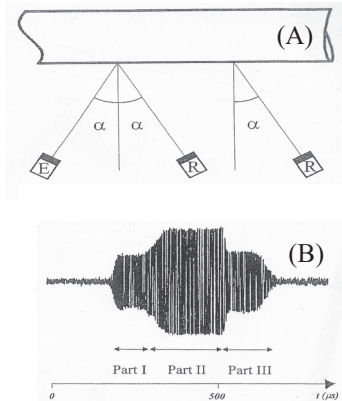 (A)
α α α
E R R
(B)
Part I Part II Part III
0 500 t (μs)